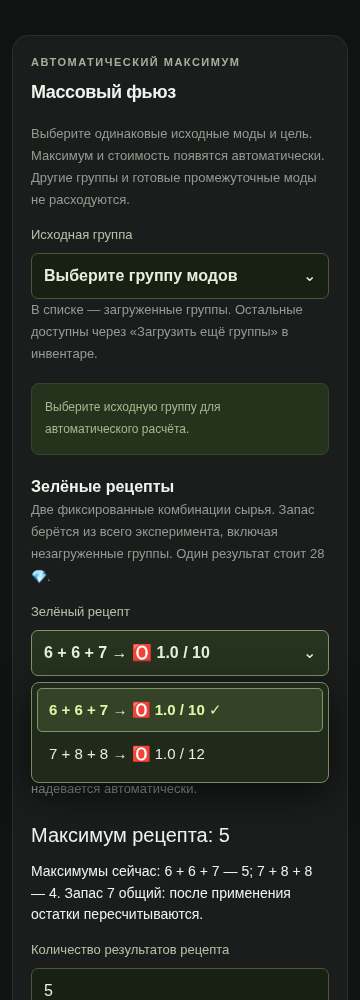 АВТОМАТИЧЕСКИЙ МАКСИМУМ
Массовый фьюз
Выберите одинаковые исходные моды и цель.
Максимум и стоимость появятся автоматически.
Другие группы и готовые промежуточные моды
не расходуются.
Исходная группа
Выберите группу модов
В списке — загруженные группы. Остальные
доступны через «Загрузить ещё группы» в
инвентаре.
Выберите исходную группу для
автоматического расчёта.
Зелёные рецепты
Две фиксированные комбинации сырья. Запас
берётся из всего эксперимента, включая
незагруженные группы. Один результат стоит 28
💎.
Зелёный рецепт
6 + 6 + 7 → 🅾️ 1.0 / 10
6 + 6 + 7 → 🅾️ 1.0 / 10 ✓
7 + 8 + 8 → 🅾️ 1.0 / 12
надевается автоматически.
Максимум рецепта: 5
Максимумы сейчас: 6 + 6 + 7 — 5; 7 + 8 + 8
— 4. Запас 7 общий: после применения
остатки пересчитываются.
Количество результатов рецепта
5